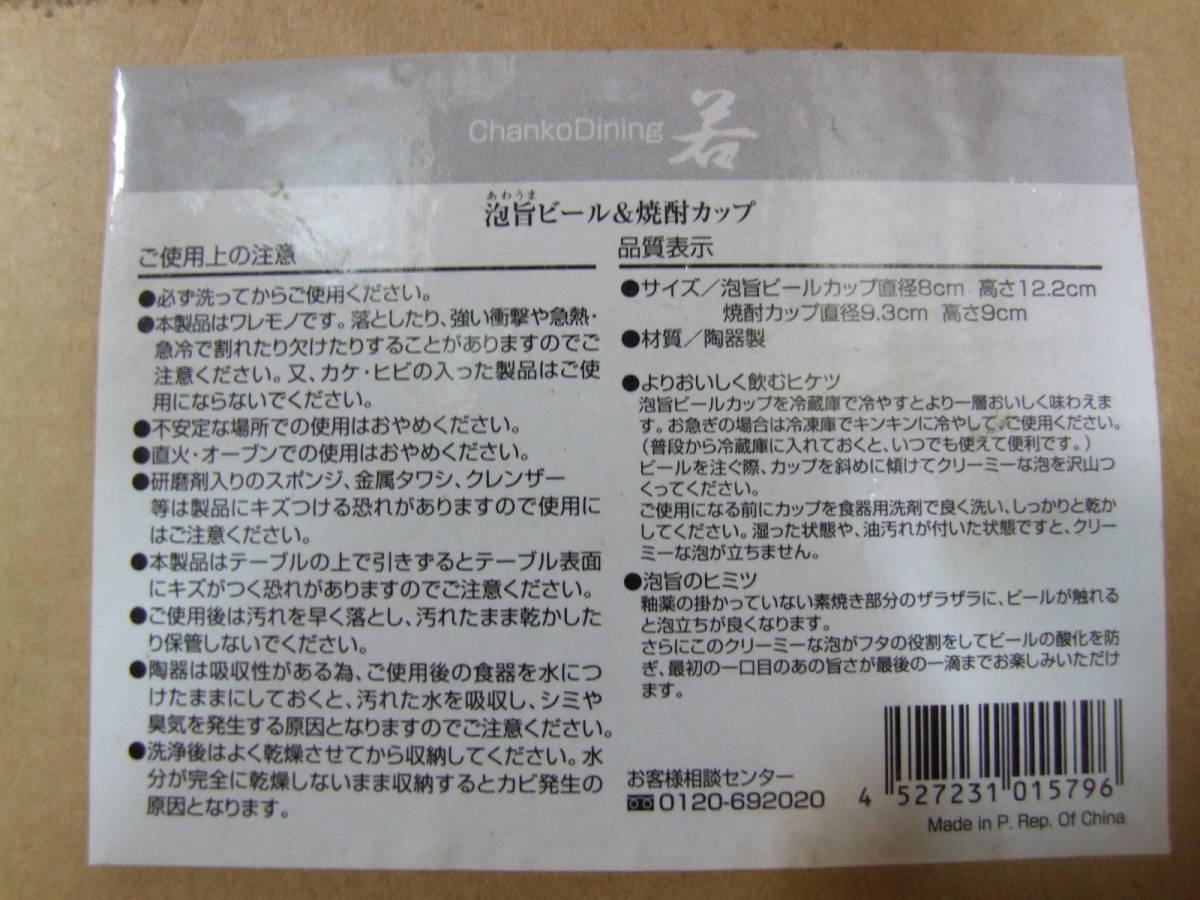 ChankoDining 若
あわうま
泡旨ビール&焼酎カップ
ご使用上の注意
●必ず洗ってからご使用ください。
●本製品はワレモノです。落としたり、強い衝撃や急熱・
急冷で割れたり欠けたりすることがありますのでご
注意ください。又、カケ・ヒビの入った製品はご使
用にならないでください。
●不安定な場所での使用はおやめください。
●直火・オーブンでの使用はおやめください。
●研磨剤入りのスポンジ、金属タワシ、クレンザー
等は製品にキズつける恐れがありますので使用に
はご注意ください。
●本製品はテーブルの上で引きずるとテーブル表面
にキズがつく恐れがありますのでご注意ください。
●ご使用後は汚れを早く落とし、汚れたまま乾かした
り保管しないでください。
●陶器は吸収性がある為、ご使用後の食器を水につ
けたままにしておくと、汚れた水を吸収し、シミや
臭気を発生する原因となりますのでご注意ください。
●洗浄後はよく乾燥させてから収納してください。水
分が完全に乾燥しないまま収納するとカビ発生の
原因となります。
品質表示
●サイズ/泡旨ビールカップ直径8cm 高さ12.2cm
焼酎カップ直径9.3cm 高さ9cm
●材質/陶器製
●よりおいしく飲むヒケツ
泡旨ビールカップを冷蔵庫で冷やすとより一層おいしく味わえま
す。お急ぎの場合は冷凍庫でキンキンに冷やして、ご使用ください。
(普段から冷蔵庫に入れておくと、いつでも使えて便利です。)
ビールを注ぐ際、カップを斜めに傾けてクリーミーな泡を沢山つ
くってください。
ご使用になる前にカップを食器用洗剤で良く洗い、しっかりと乾か
してください。湿った状態や、油汚れが付いた状態ですと、クリー
ミーな泡が立ちません。
●泡旨のヒミツ
釉薬の掛かっていない素焼き部分のザラザラに、ビールが触れる
と泡立ちが良くなります。
さらにこのクリーミーな泡がフタの役割をしてビールの酸化を防
ぎ、最初の一口目のあの旨さが最後の一滴までお楽しみいただけ
ます。
お客様相談センター
0120-692020
4 527231 015796
Made in P. Rep. Of China